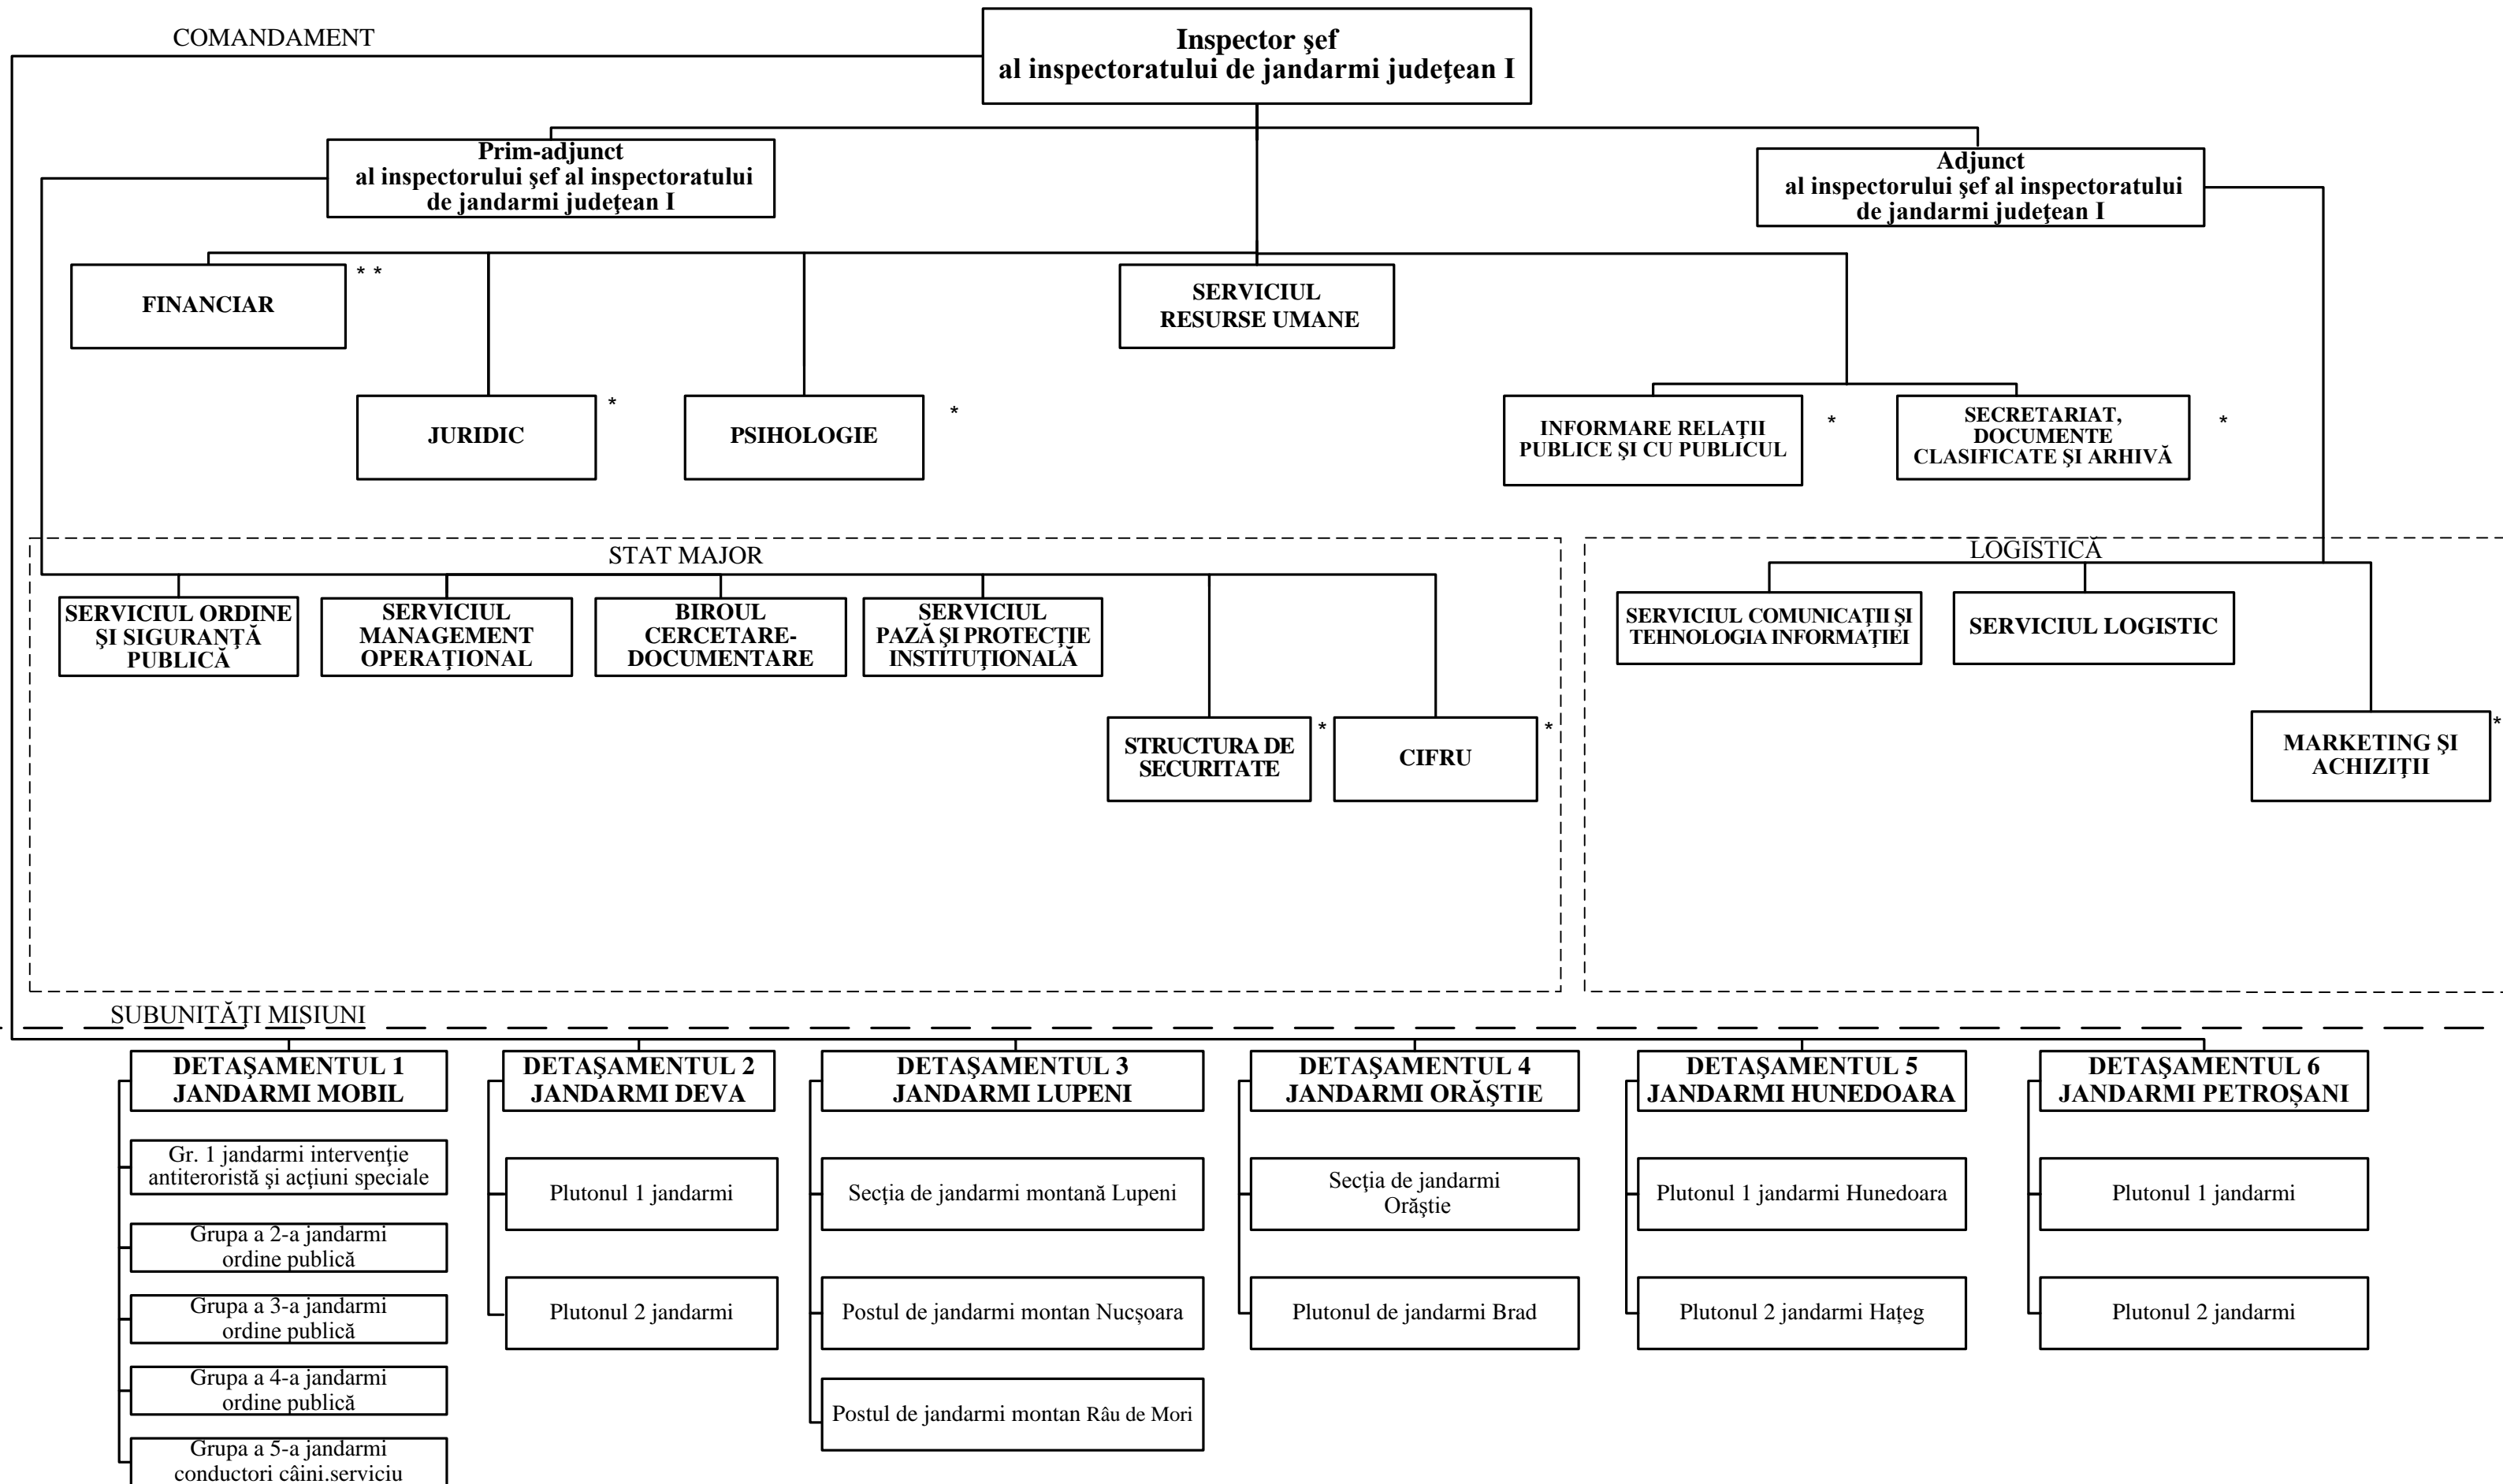 COMANDAMENT
Inspector şef
al inspectoratului de jandarmi judeţean I
Prim-adjunct
al inspectorului şef al inspectoratului
de jandarmi judeţean I
Adjunct
al inspectorului şef al inspectoratului
de jandarmi judeţean I
FINANCIAR
* *
SERVICIUL
RESURSE UMANE
JURIDIC
*
PSIHOLOGIE
*
INFORMARE RELAŢII
PUBLICE ŞI CU PUBLICUL
*
SECRETARIAT,
DOCUMENTE
CLASIFICATE ŞI ARHIVĂ
*
STAT MAJOR
SERVICIUL ORDINE
ŞI SIGURANŢĂ
PUBLICĂ
SERVICIUL
MANAGEMENT
OPERAŢIONAL
BIROUL
CERCETARE-
DOCUMENTARE
SERVICIUL
PAZĂ ŞI PROTECŢIE
INSTITUŢIONALĂ
STRUCTURA DE
SECURITATE
*
CIFRU
*
LOGISTICĂ
SERVICIUL COMUNICAŢII ŞI
TEHNOLOGIA INFORMAŢIEI
SERVICIUL LOGISTIC
MARKETING ŞI
ACHIZIŢII
*
SUBUNITĂŢI MISIUNI
DETAŞAMENTUL 1
JANDARMI MOBIL
Gr. 1 jandarmi intervenţie
antiteroristă şi acţiuni speciale
Grupa a 2-a jandarmi
ordine publică
Grupa a 3-a jandarmi
ordine publică
Grupa a 4-a jandarmi
ordine publică
Grupa a 5-a jandarmi
conductori câini.serviciu
DETAŞAMENTUL 2
JANDARMI DEVA
Plutonul 1 jandarmi
Plutonul 2 jandarmi
DETAŞAMENTUL 3
JANDARMI LUPENI
Secţia de jandarmi montană Lupeni
Postul de jandarmi montan Nucșoara
Postul de jandarmi montan Râu de Mori
DETAŞAMENTUL 4
JANDARMI ORĂŞTIE
Secţia de jandarmi
Orăştie
Plutonul de jandarmi Brad
DETAŞAMENTUL 5
JANDARMI HUNEDOARA
Plutonul 1 jandarmi Hunedoara
Plutonul 2 jandarmi Hațeg
DETAŞAMENTUL 6
JANDARMI PETROȘANI
Plutonul 1 jandarmi
Plutonul 2 jandarmi